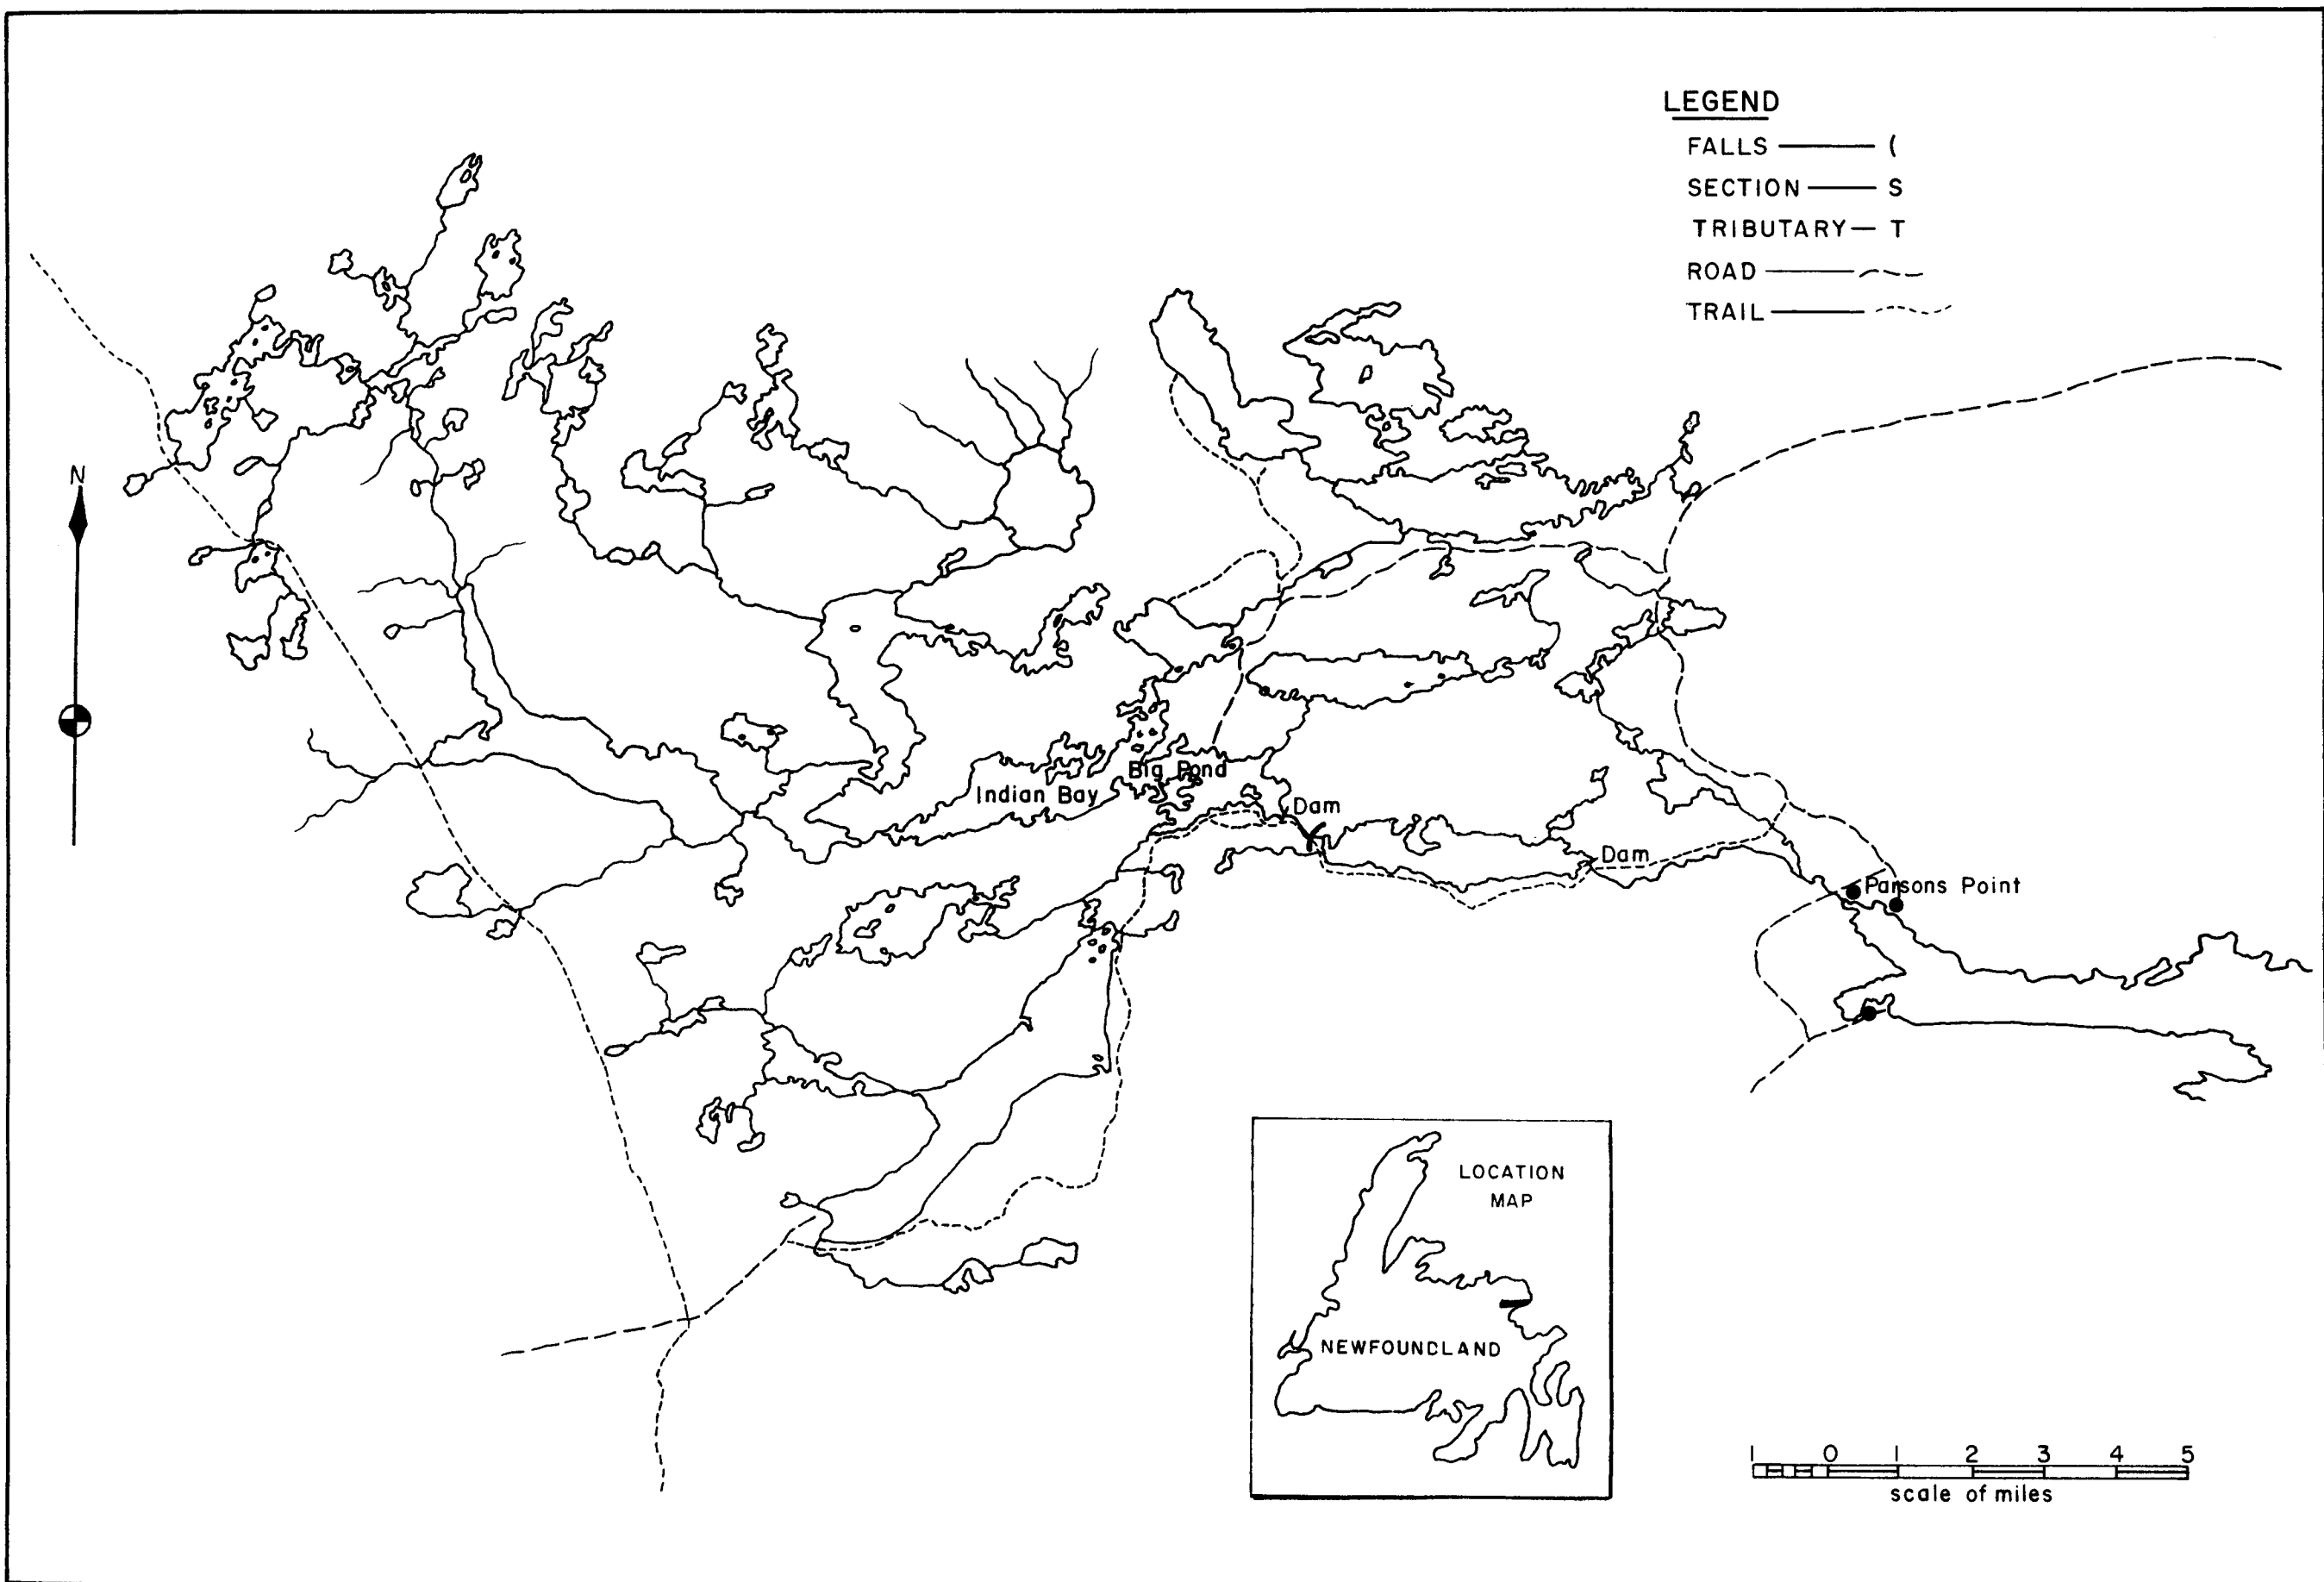 LEGEND
FALLS (
SECTION S
TRIBUTARY T
ROAD
TRAIL
N
Big Pond
Indian Bay
Dam
Dam
Parsons Point
LOCATION
MAP
NEWFOUNDLAND
1 0 1 2 3 4 5
scale of miles